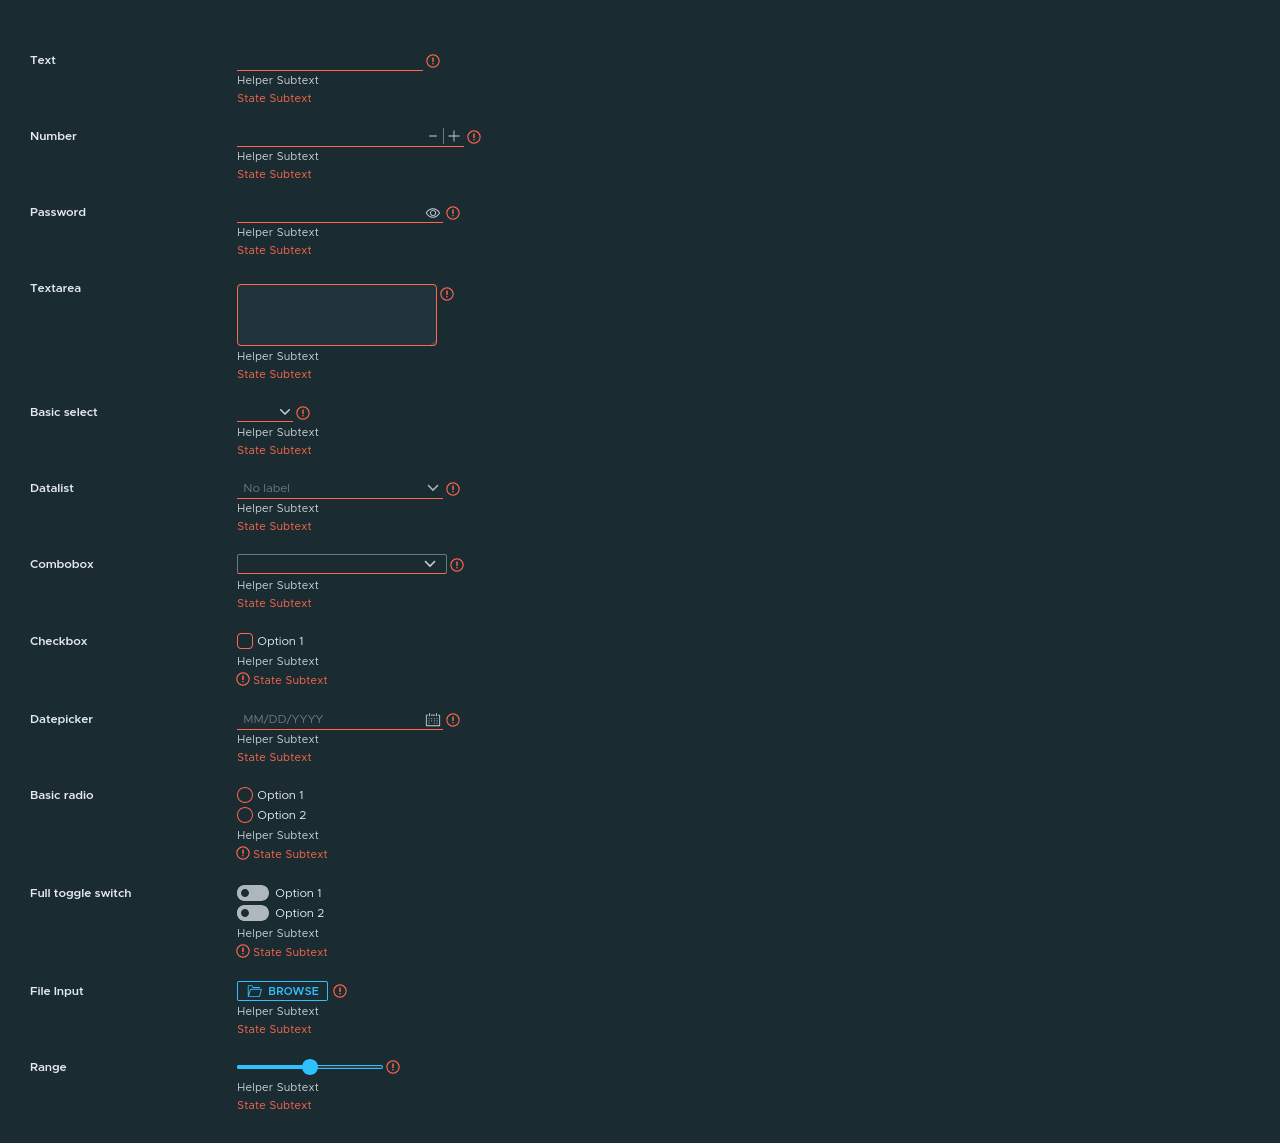 Text
Helper Subtext
State Subtext
Number
Helper Subtext
State Subtext
Password
Helper Subtext
State Subtext
Textarea
Helper Subtext
State Subtext
Basic select
Helper Subtext
State Subtext
Datalist No label
Helper Subtext
State Subtext
Combobox
Helper Subtext
State Subtext
Checkbox Option 1
Helper Subtext
State Subtext
Datepicker MM/DD/YYYY
Helper Subtext
State Subtext
Basic radio Option 1
Option 2
Helper Subtext
State Subtext
Full toggle switch Option 1
Option 2
Helper Subtext
State Subtext
File Input BROWSE
Helper Subtext
State Subtext
Range
Helper Subtext
State Subtext